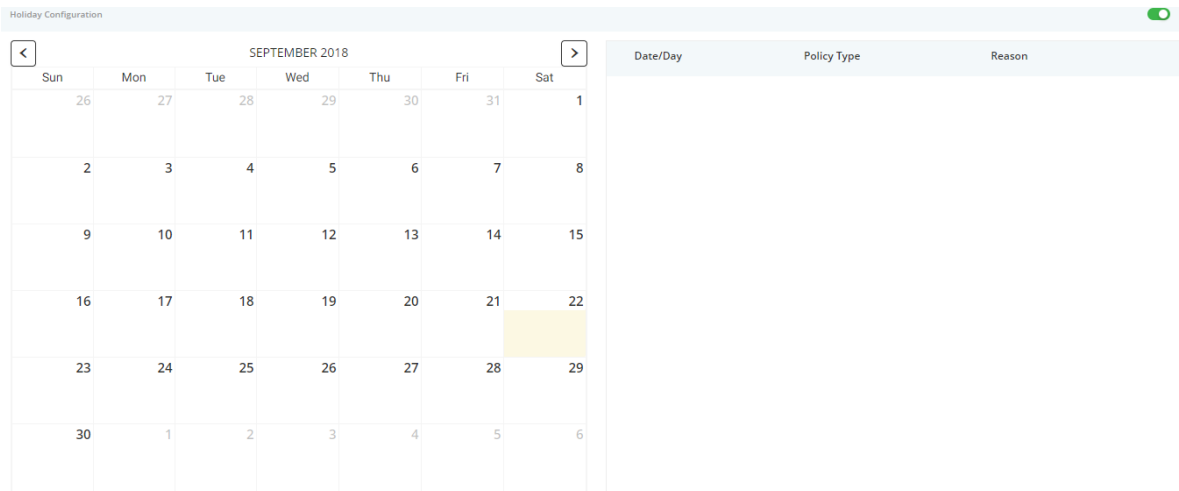 Holiday Configuration
< SEPTEMBER 2018 >
Date/Day Policy Type Reason
Sun Mon Tue Wed Thu Fri Sat
26 27 28 29 30 31 1
2 3 4 5 6 7 8
9 10 11 12 13 14 15
16 17 18 19 20 21 22
23 24 25 26 27 28 29
30 1 2 3 4 5 6